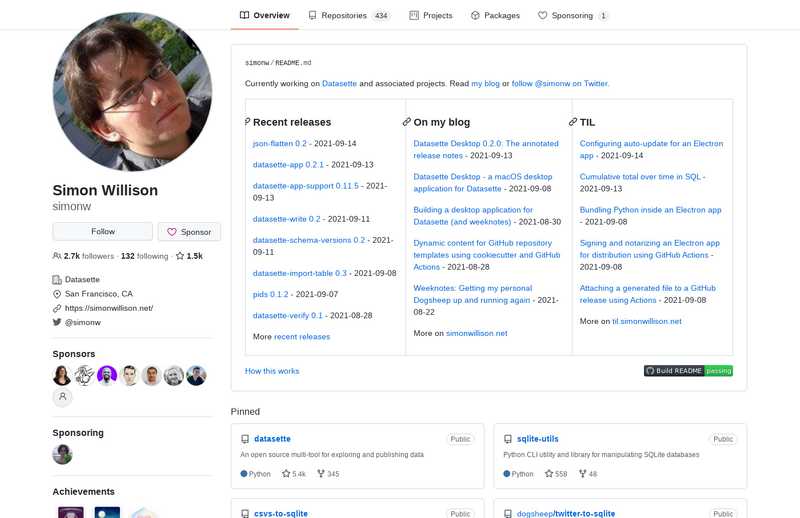 Overview
Repositories 434
Projects
Packages
Sponsoring 1
Simon Willison
simonw
Follow
Sponsor
2.7k followers · 132 following · 1.5k
Datasette
San Francisco, CA
https://simonwillison.net/
@simonw
Sponsors
Sponsoring
Achievements
simonw/README.md
Currently working on Datasette and associated projects. Read my blog or follow @simonw on Twitter.
Recent releases
json-flatten 0.2 - 2021-09-14
datasette-app 0.2.1 - 2021-09-13
datasette-app-support 0.11.5 - 2021-
09-13
datasette-write 0.2 - 2021-09-11
datasette-schema-versions 0.2 - 2021-
09-11
datasette-import-table 0.3 - 2021-09-08
pids 0.1.2 - 2021-09-07
datasette-verify 0.1 - 2021-08-28
More recent releases
On my blog
Datasette Desktop 0.2.0: The annotated
release notes - 2021-09-13
Datasette Desktop - a macOS desktop
application for Datasette - 2021-09-08
Building a desktop application for
Datasette (and weeknotes) - 2021-08-30
Dynamic content for GitHub repository
templates using cookiecutter and GitHub
Actions - 2021-08-28
Weeknotes: Getting my personal
Dogsheep up and running again - 2021-
08-22
More on simonwillison.net
TIL
Configuring auto-update for an Electron
app - 2021-09-14
Cumulative total over time in SQL -
2021-09-13
Bundling Python inside an Electron app
- 2021-09-08
Signing and notarizing an Electron app
for distribution using GitHub Actions -
2021-09-08
Attaching a generated file to a GitHub
release using Actions - 2021-09-08
More on til.simonwillison.net
How this works
Build README passing
Pinned
datasette Public
An open source multi-tool for exploring and publishing data
Python 5.4k 345
sqlite-utils Public
Python CLI utility and library for manipulating SQLite databases
Python 558 48
csvs-to-sqlite Public
dogsheep/twitter-to-sqlite Public